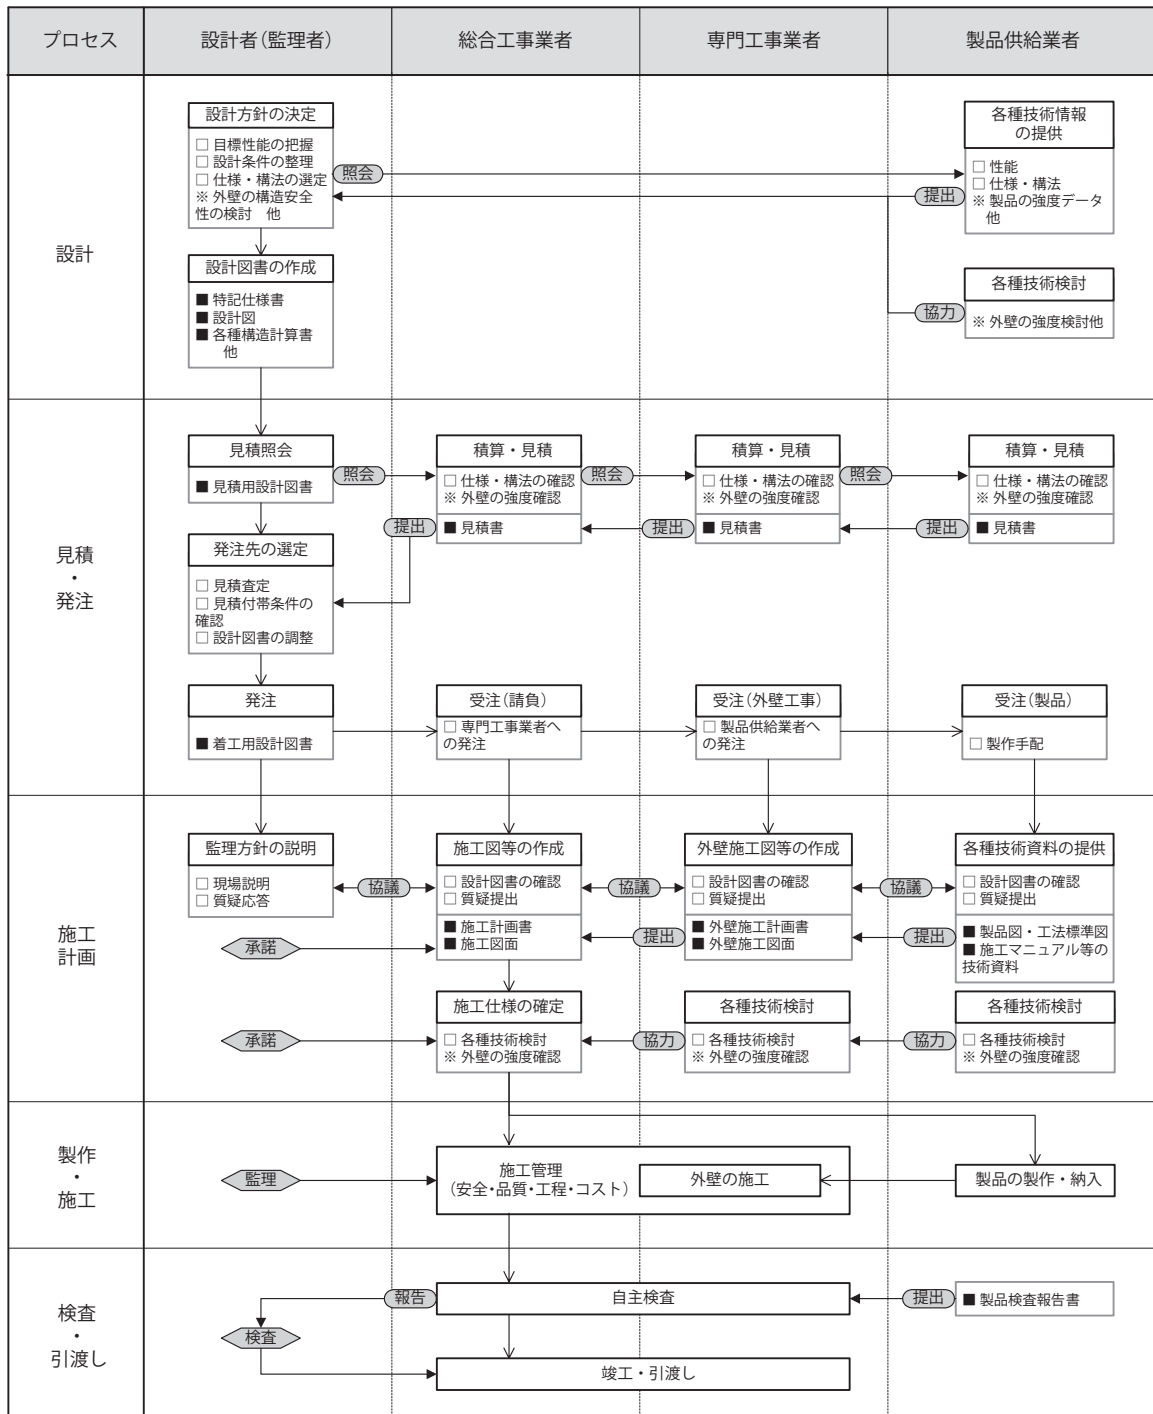 プロセス
設計者(監理者)
総合工事業者
専門工事業者
製品供給業者
設計
設計方針の決定
□ 目標性能の把握
□ 設計条件の整理
□ 仕様・構法の選定
※ 外壁の構造安全
性の検討 他
照会
各種技術情報
の提供
□ 性能
□ 仕様・構法
※ 製品の強度データ
他
提出
設計図書の作成
■ 特記仕様書
■ 設計図
■ 各種構造計算書
他
各種技術検討
※ 外壁の強度検討他
協力
見積
・
発注
見積照会
■ 見積用設計図書
照会
積算・見積
□ 仕様・構法の確認
※ 外壁の強度確認
■ 見積書
照会
積算・見積
□ 仕様・構法の確認
※ 外壁の強度確認
■ 見積書
照会
積算・見積
□ 仕様・構法の確認
※ 外壁の強度確認
■ 見積書
提出
提出
提出
発注先の選定
□ 見積査定
□ 見積付帯条件の
確認
□ 設計図書の調整
発注
■ 着工用設計図書
受注(請負)
□ 専門工事業者へ
の発注
受注(外壁工事)
□ 製品供給業者へ
の発注
受注(製品)
□ 製作手配
施工
計画
監理方針の説明
□ 現場説明
□ 質疑応答
協議
施工図等の作成
□ 設計図書の確認
□ 質疑提出
■ 施工計画書
■ 施工図面
協議
外壁施工図等の作成
□ 設計図書の確認
□ 質疑提出
■ 外壁施工計画書
■ 外壁施工図面
協議
各種技術資料の提供
□ 設計図書の確認
□ 質疑提出
■ 製品図・工法標準図
■ 施工マニュアル等の
技術資料
承諾
提出
提出
施工仕様の確定
□ 各種技術検討
※ 外壁の強度確認
各種技術検討
□ 各種技術検討
※ 外壁の強度確認
各種技術検討
□ 各種技術検討
※ 外壁の強度確認
承諾
協力
協力
製作
・
施工
監理
施工管理
(安全・品質・工程・コスト)
外壁の施工
製品の製作・納入
検査
・
引渡し
報告
自主検査
提出
■ 製品検査報告書
検査
竣工・引渡し